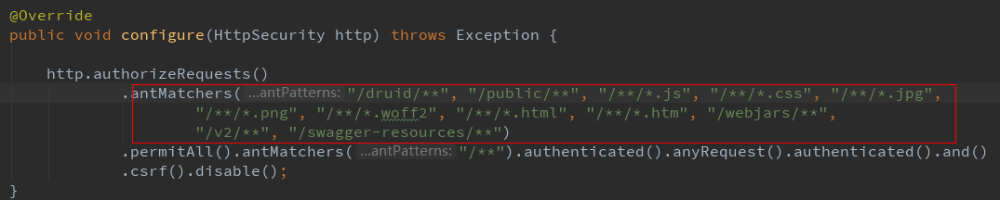 @Override
public void configure(HttpSecurity http) throws Exception {
http.authorizeRequests()
.antMatchers( ...antPatterns: "/druid/**", "/public/**", "/**/*.js", "/**/*.css", "/**/*.jpg",
"/**/*.png", "/**/*.woff2", "/**/*.html", "/**/*.htm", "/webjars/**",
"/v2/**", "/swagger-resources/**")
.permitAll().antMatchers( ...antPatterns: "/**").authenticated().anyRequest().authenticated().and()
.csrf().disable();
}